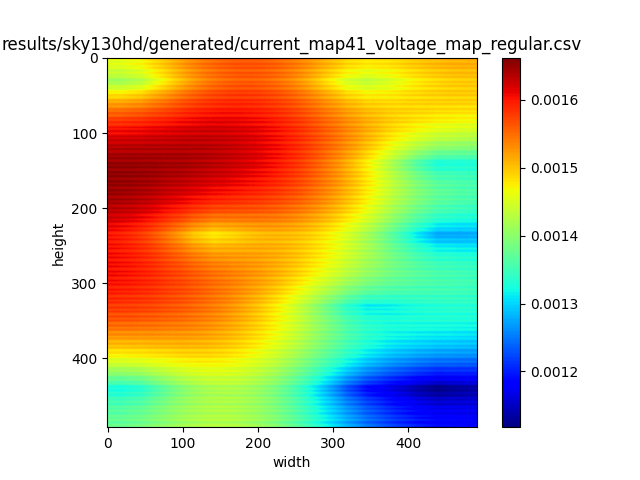 results/sky130hd/generated/current_map41_voltage_map_regular.csv
0
100
200
300
400
height
0 100 200 300 400
width
0.0016
0.0015
0.0014
0.0013
0.0012